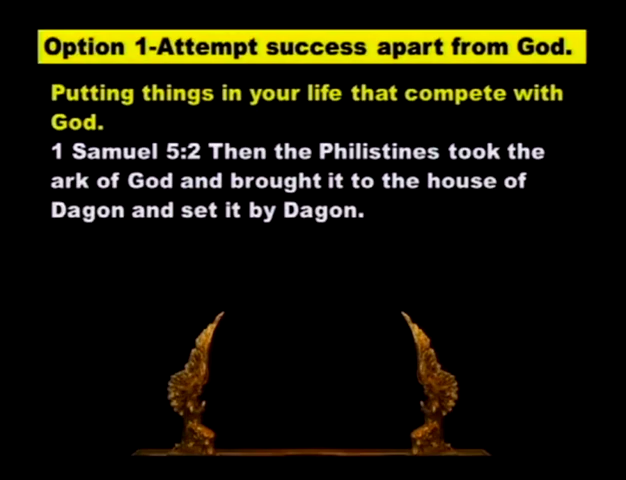 Option 1-Attempt success apart from God.
Putting things in your life that compete with
God.
1 Samuel 5:2 Then the Philistines took the
ark of God and brought it to the house of
Dagon and set it by Dagon.